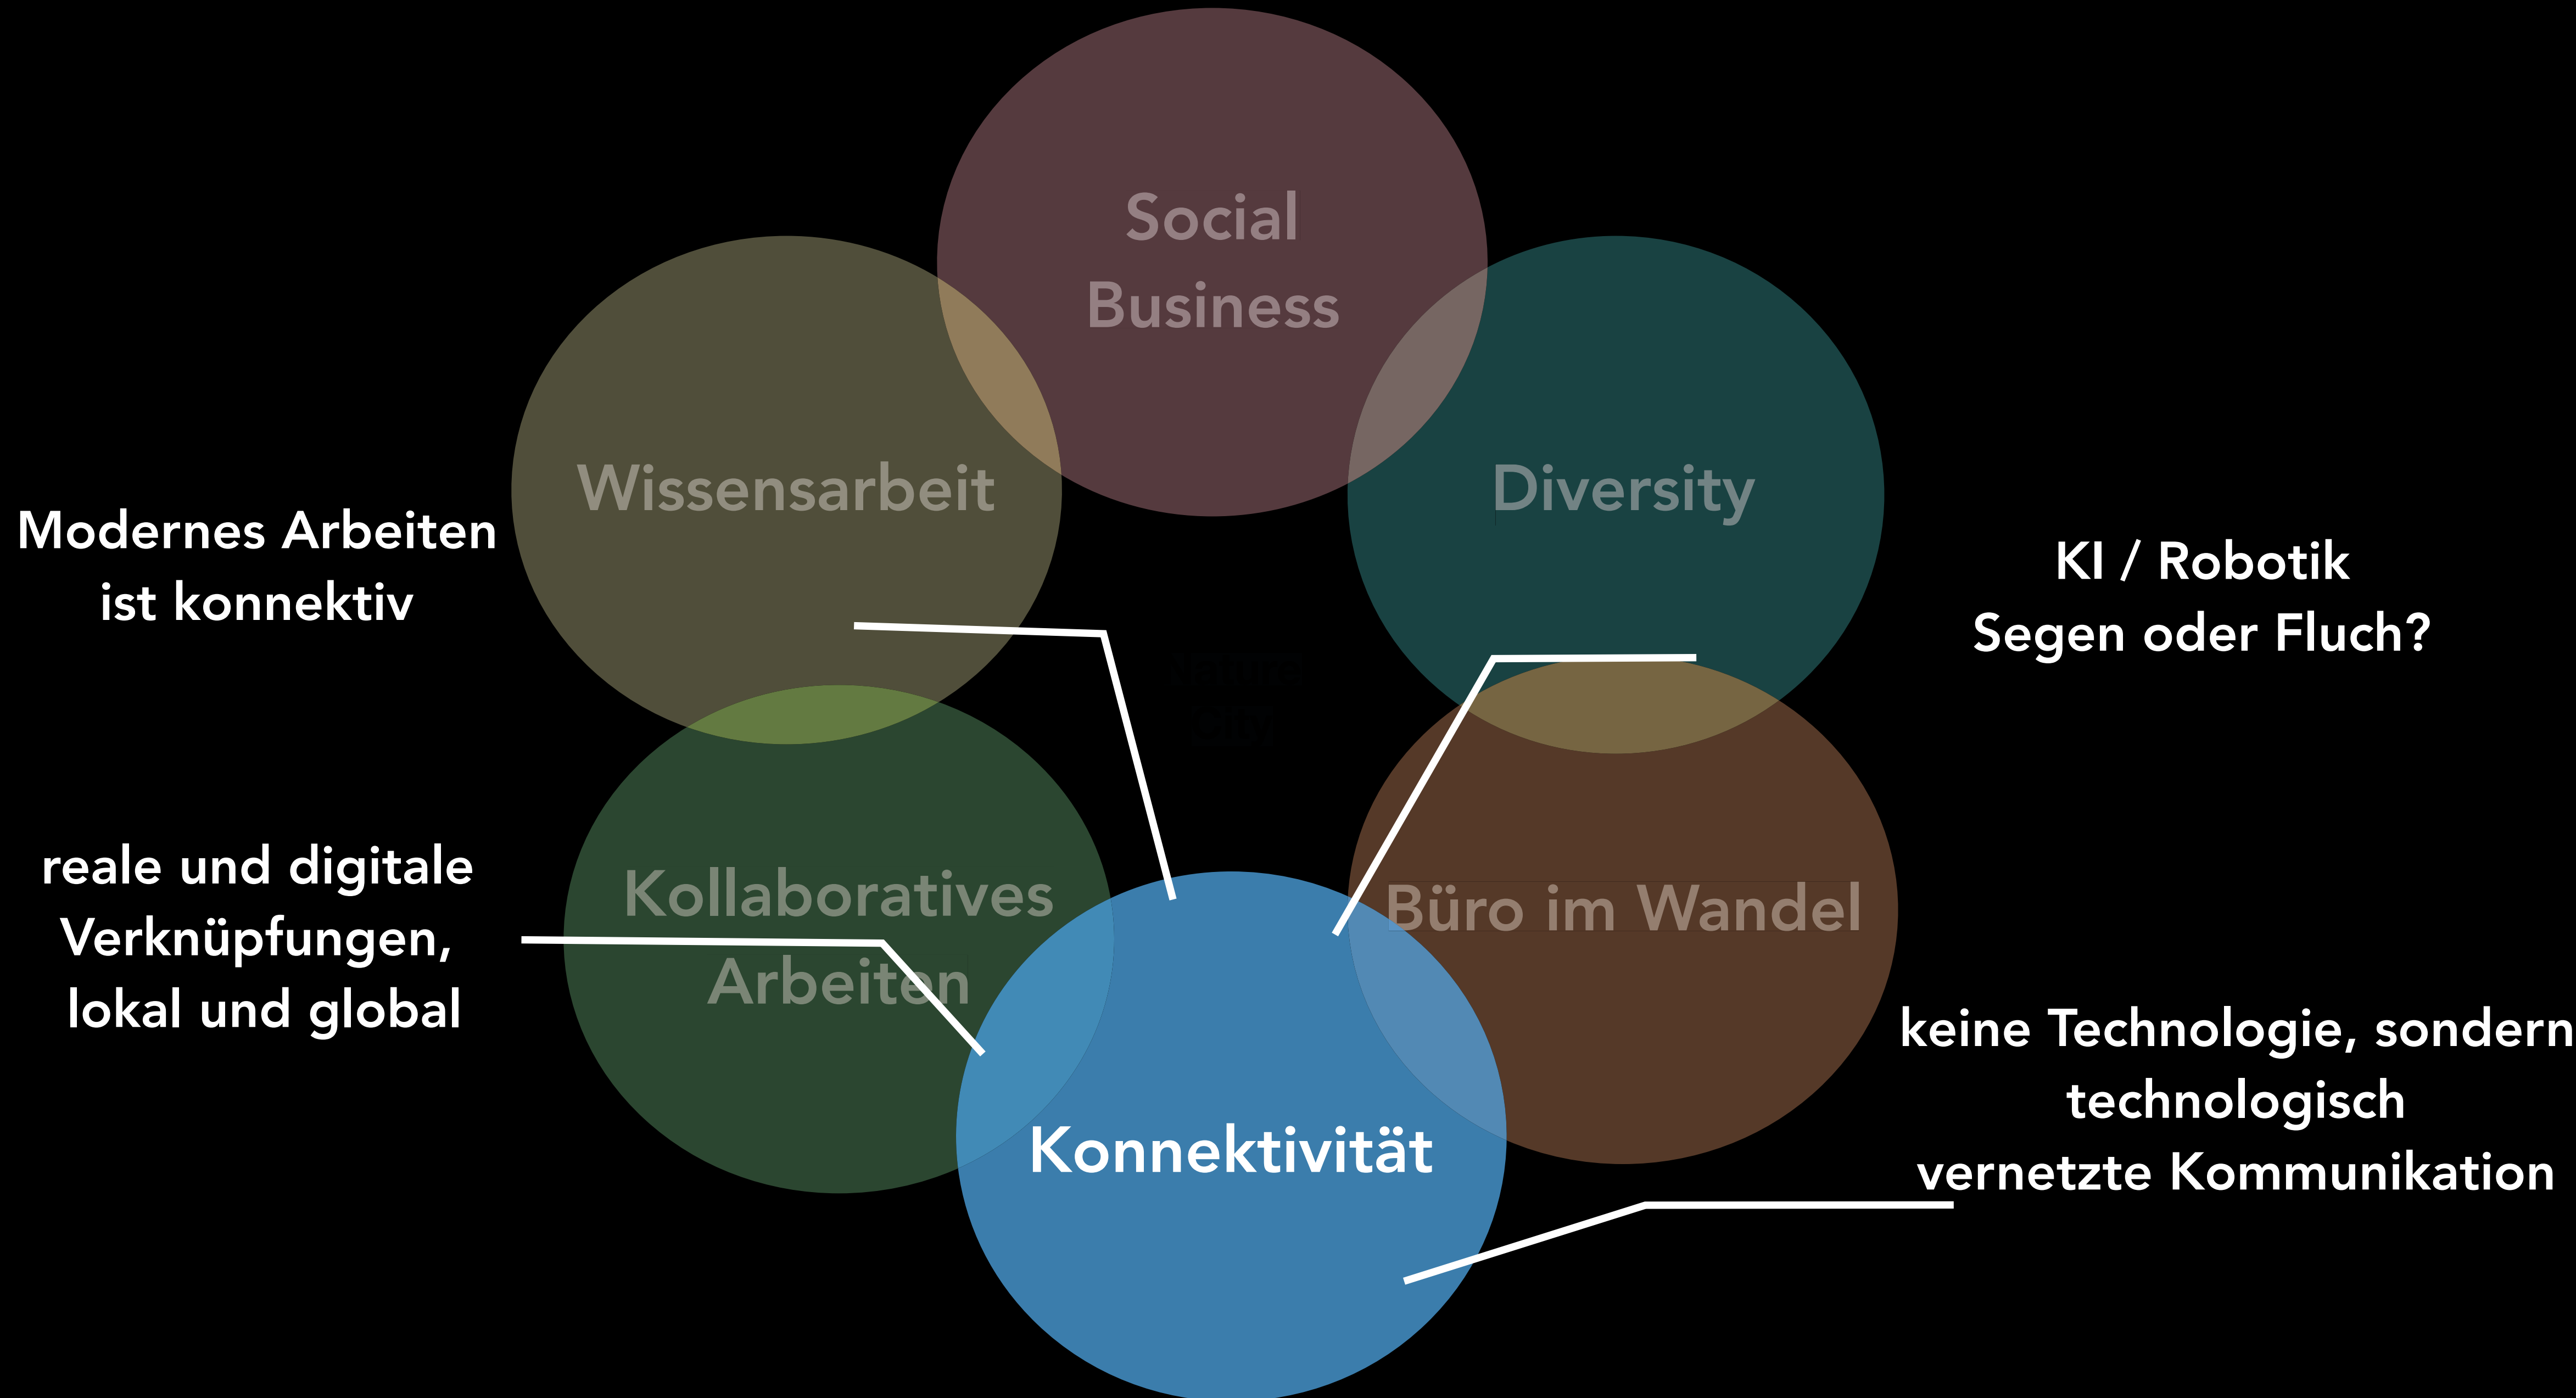 Social
Business
Wissensarbeit
Diversity
Modernes Arbeiten
ist konnektiv
KI / Robotik
Segen oder Fluch?
City
reale und digitale
Verknüpfungen,
lokal und global
Kollaboratives
Arbeiten
Büro im Wandel
keine Technologie, sondern
technologisch
vernetzte Kommunikation
Konnektivität